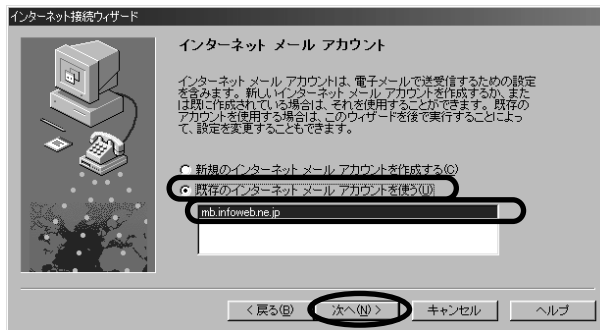 インターネット接続ウィザード
インターネット メール アカウント
インターネット メール アカウントは、電子メールで送受信するための設定
を含みます。新しいインターネット メール アカウントを作成するか、また
は既に作成されている場合は、それを使用することができます。既存の
アカウントを使用する場合は、このウィザードを後で実行することによっ
て、設定を変更することもできます。
新規のインターネット メール アカウントを作成する(C)
既存のインターネット メール アカウントを使う(U)
mb.infoweb.ne.jp
< 戻る(B) 次へ(N) > キャンセル ヘルプ